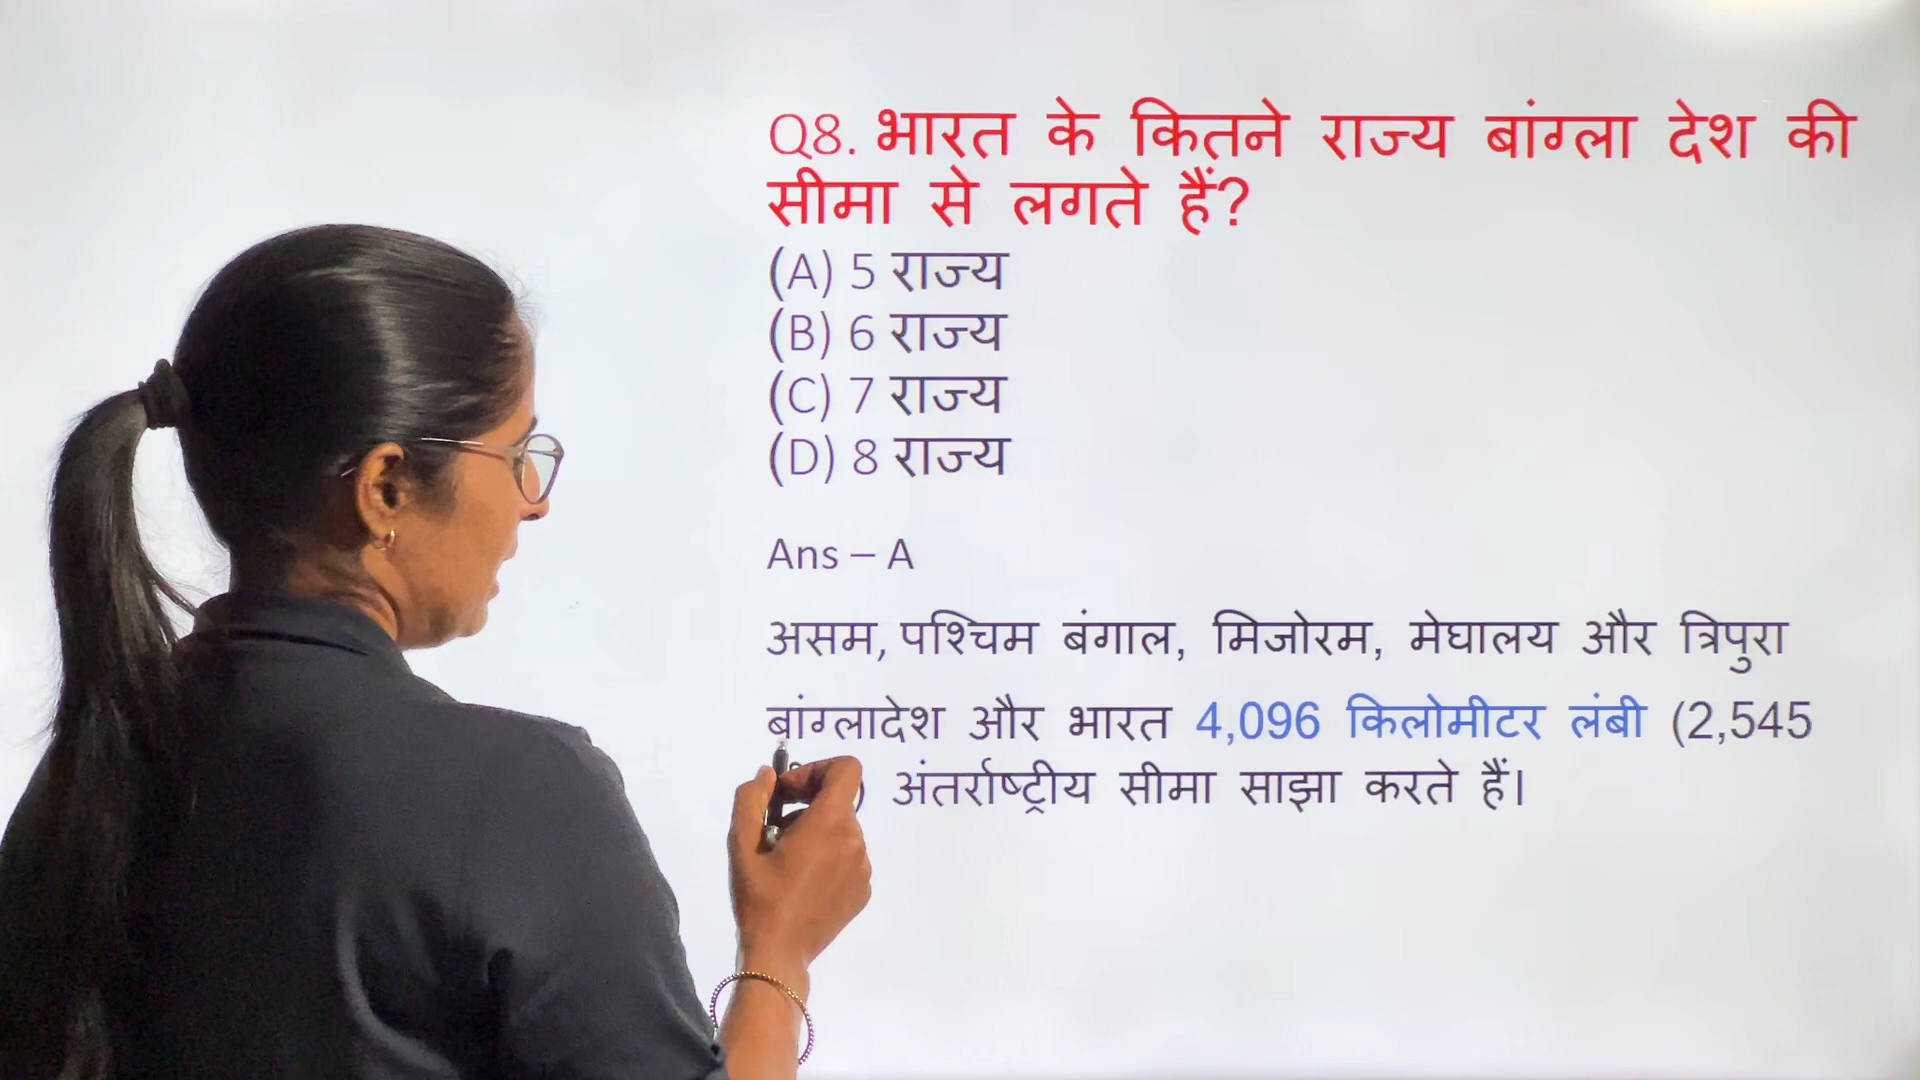 Q8. भारत के कितने राज्य बांग्ला देश की
सीमा से लगते हैं?
(A) 5 राज्य
(B) 6 राज्य
(C) 7 राज्य
(D) 8 राज्य
Ans – A
असम, पश्चिम बंगाल, मिजोरम, मेघालय और त्रिपुरा
बांग्लादेश और भारत 4,096 किलोमीटर लंबी (2,545
) अंतर्राष्ट्रीय सीमा साझा करते हैं।